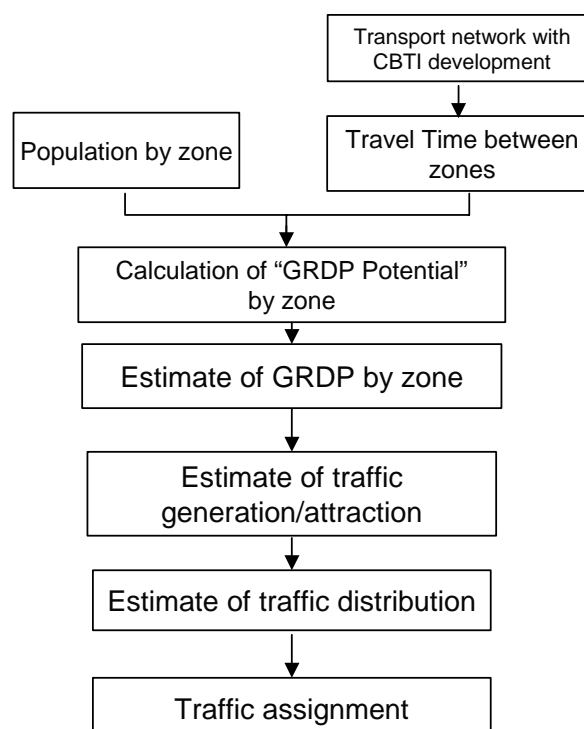 Transport network with
CBTI development
Population by zone
Travel Time between
zones
Calculation of “GRDP Potential”
by zone
Estimate of GRDP by zone
Estimate of traffic
generation/attraction
Estimate of traffic distribution
Traffic assignment